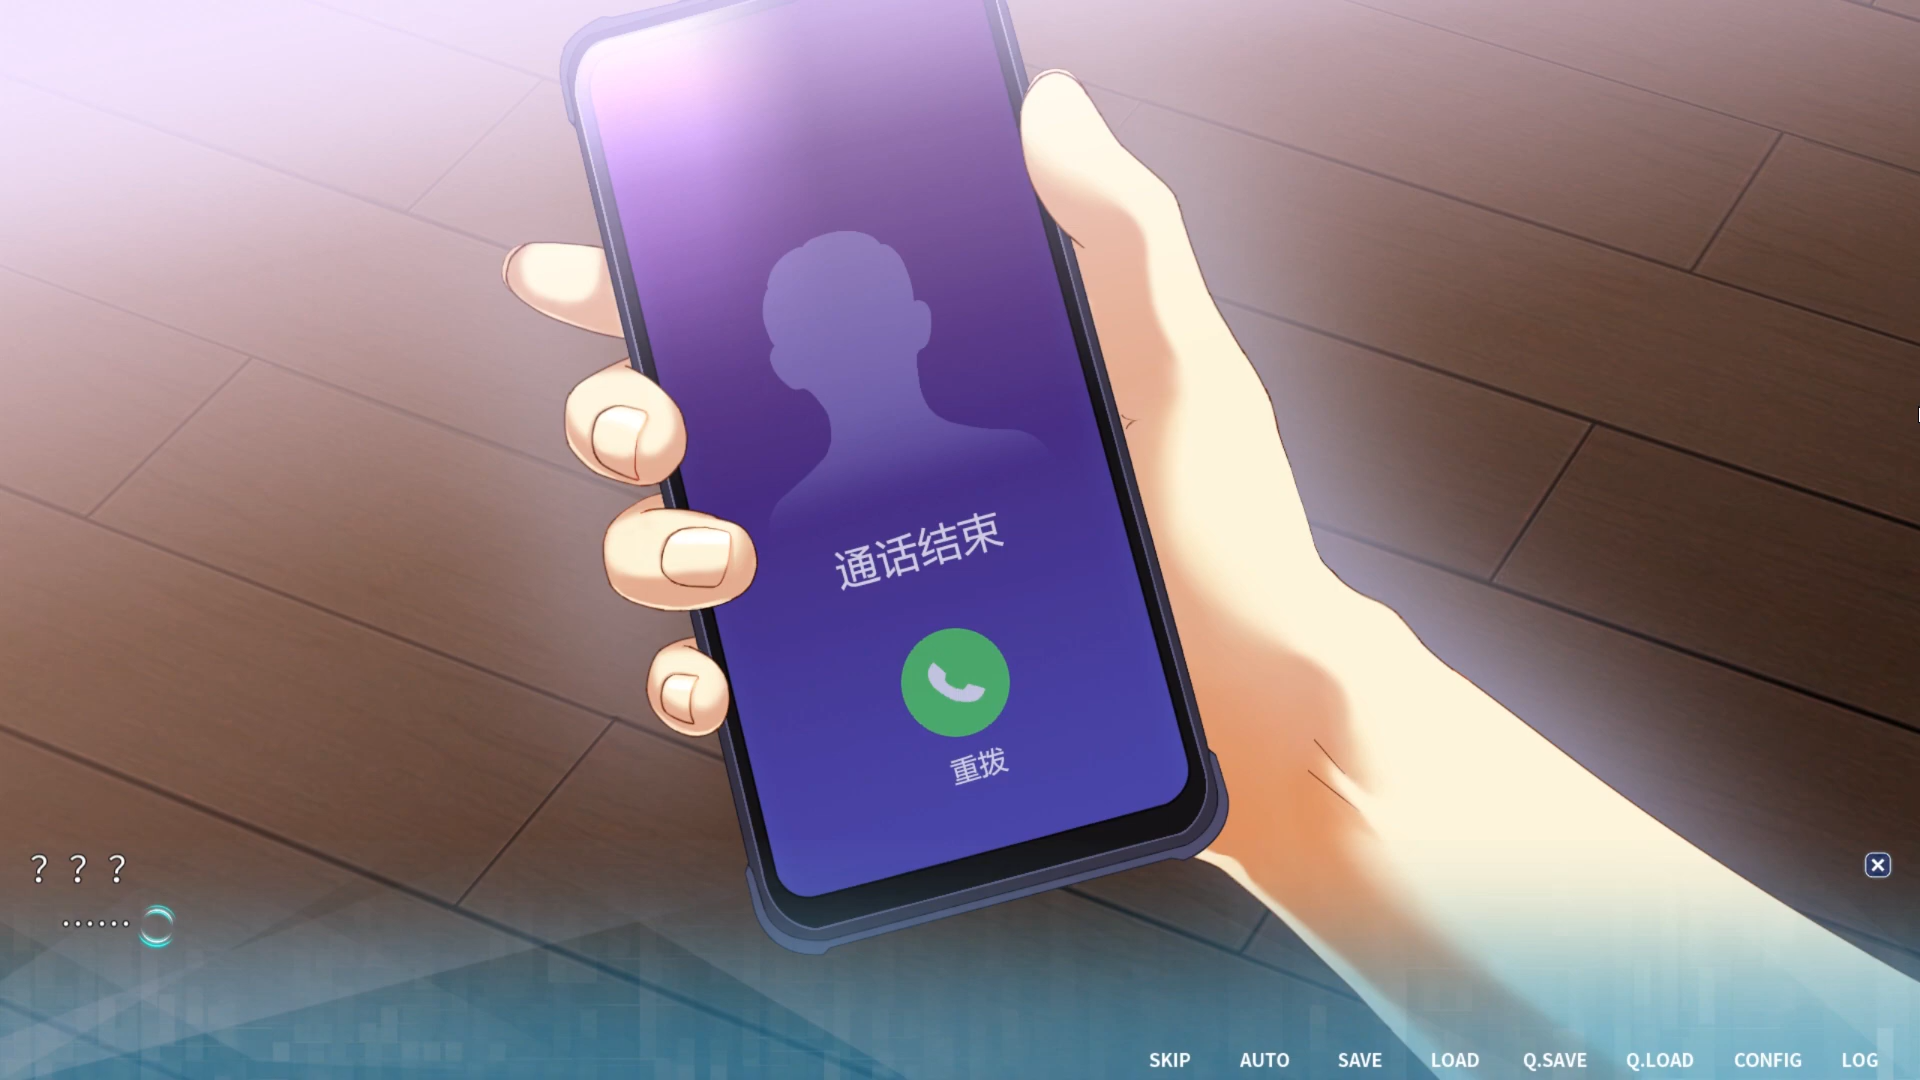 通话结束
重拨
？？？
……
SKIP AUTO SAVE LOAD Q.SAVE Q.LOAD CONFIG LOG